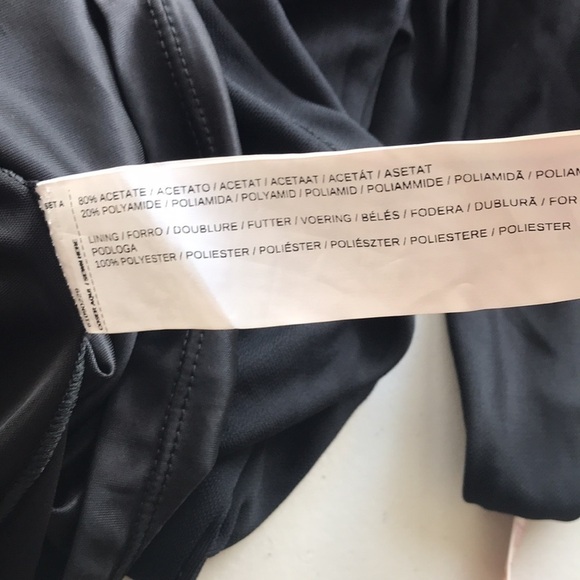 80% ACETATE / ACETATO / ACETAT / ACETAAT / ACETÁT / ASETAT
20% POLYAMIDE / POLIAMIDA / POLYAMID / POLIAMID / POLIAMMIDE / POLIAMIDĂ / POLIAM
LINING / FORRO / DOUBLURE / FUTTER / VOERING / BÉLÉS / FODERA / DUBLURĂ / FOR
PODLOGA
100% POLYESTER / POLIESTER / POLIÉSTER / POLIÉSZTER / POLIESTERE / POLIESTER
SET A